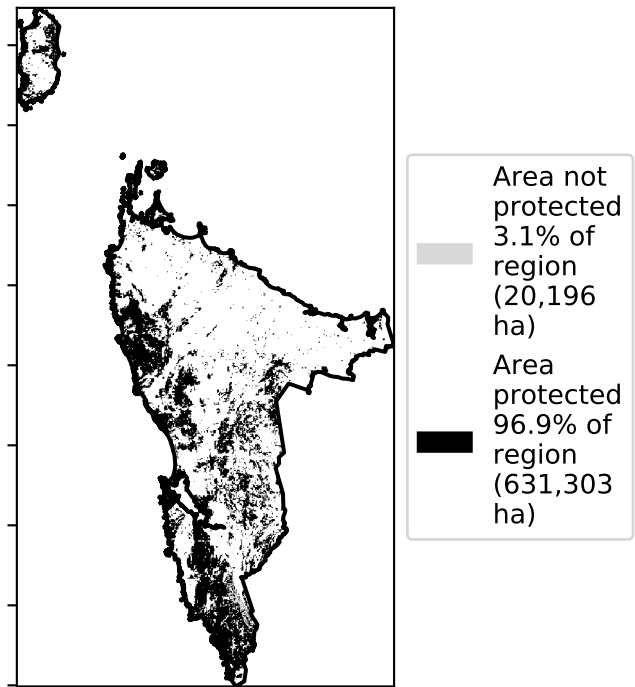 Area not
protected
3.1% of
region
(20,196
ha)
Area
protected
96.9% of
region
(631,303
ha)